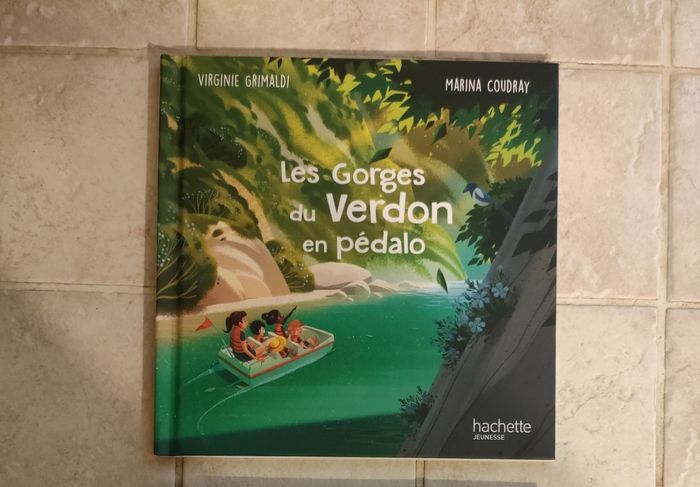 VIRGINIE GRIMALDI
MARINA COUDRAY
Les Gorges
du Verdon
en pédalo
hachette
JEUNESSE